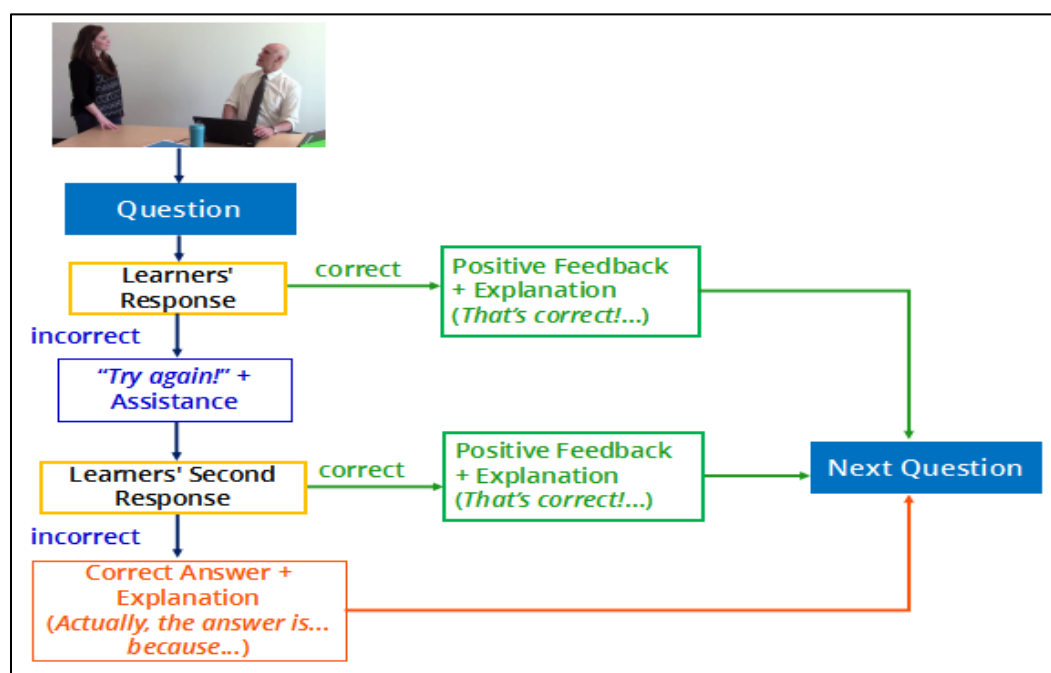 Question
Learners'
Response
correct
Positive Feedback
+ Explanation
(That's correct!...)
incorrect
“Try again!” +
Assistance
Learners' Second
Response
correct
Positive Feedback
+ Explanation
(That's correct!...)
Next Question
incorrect
Correct Answer +
Explanation
(Actually, the answer is...
because...)